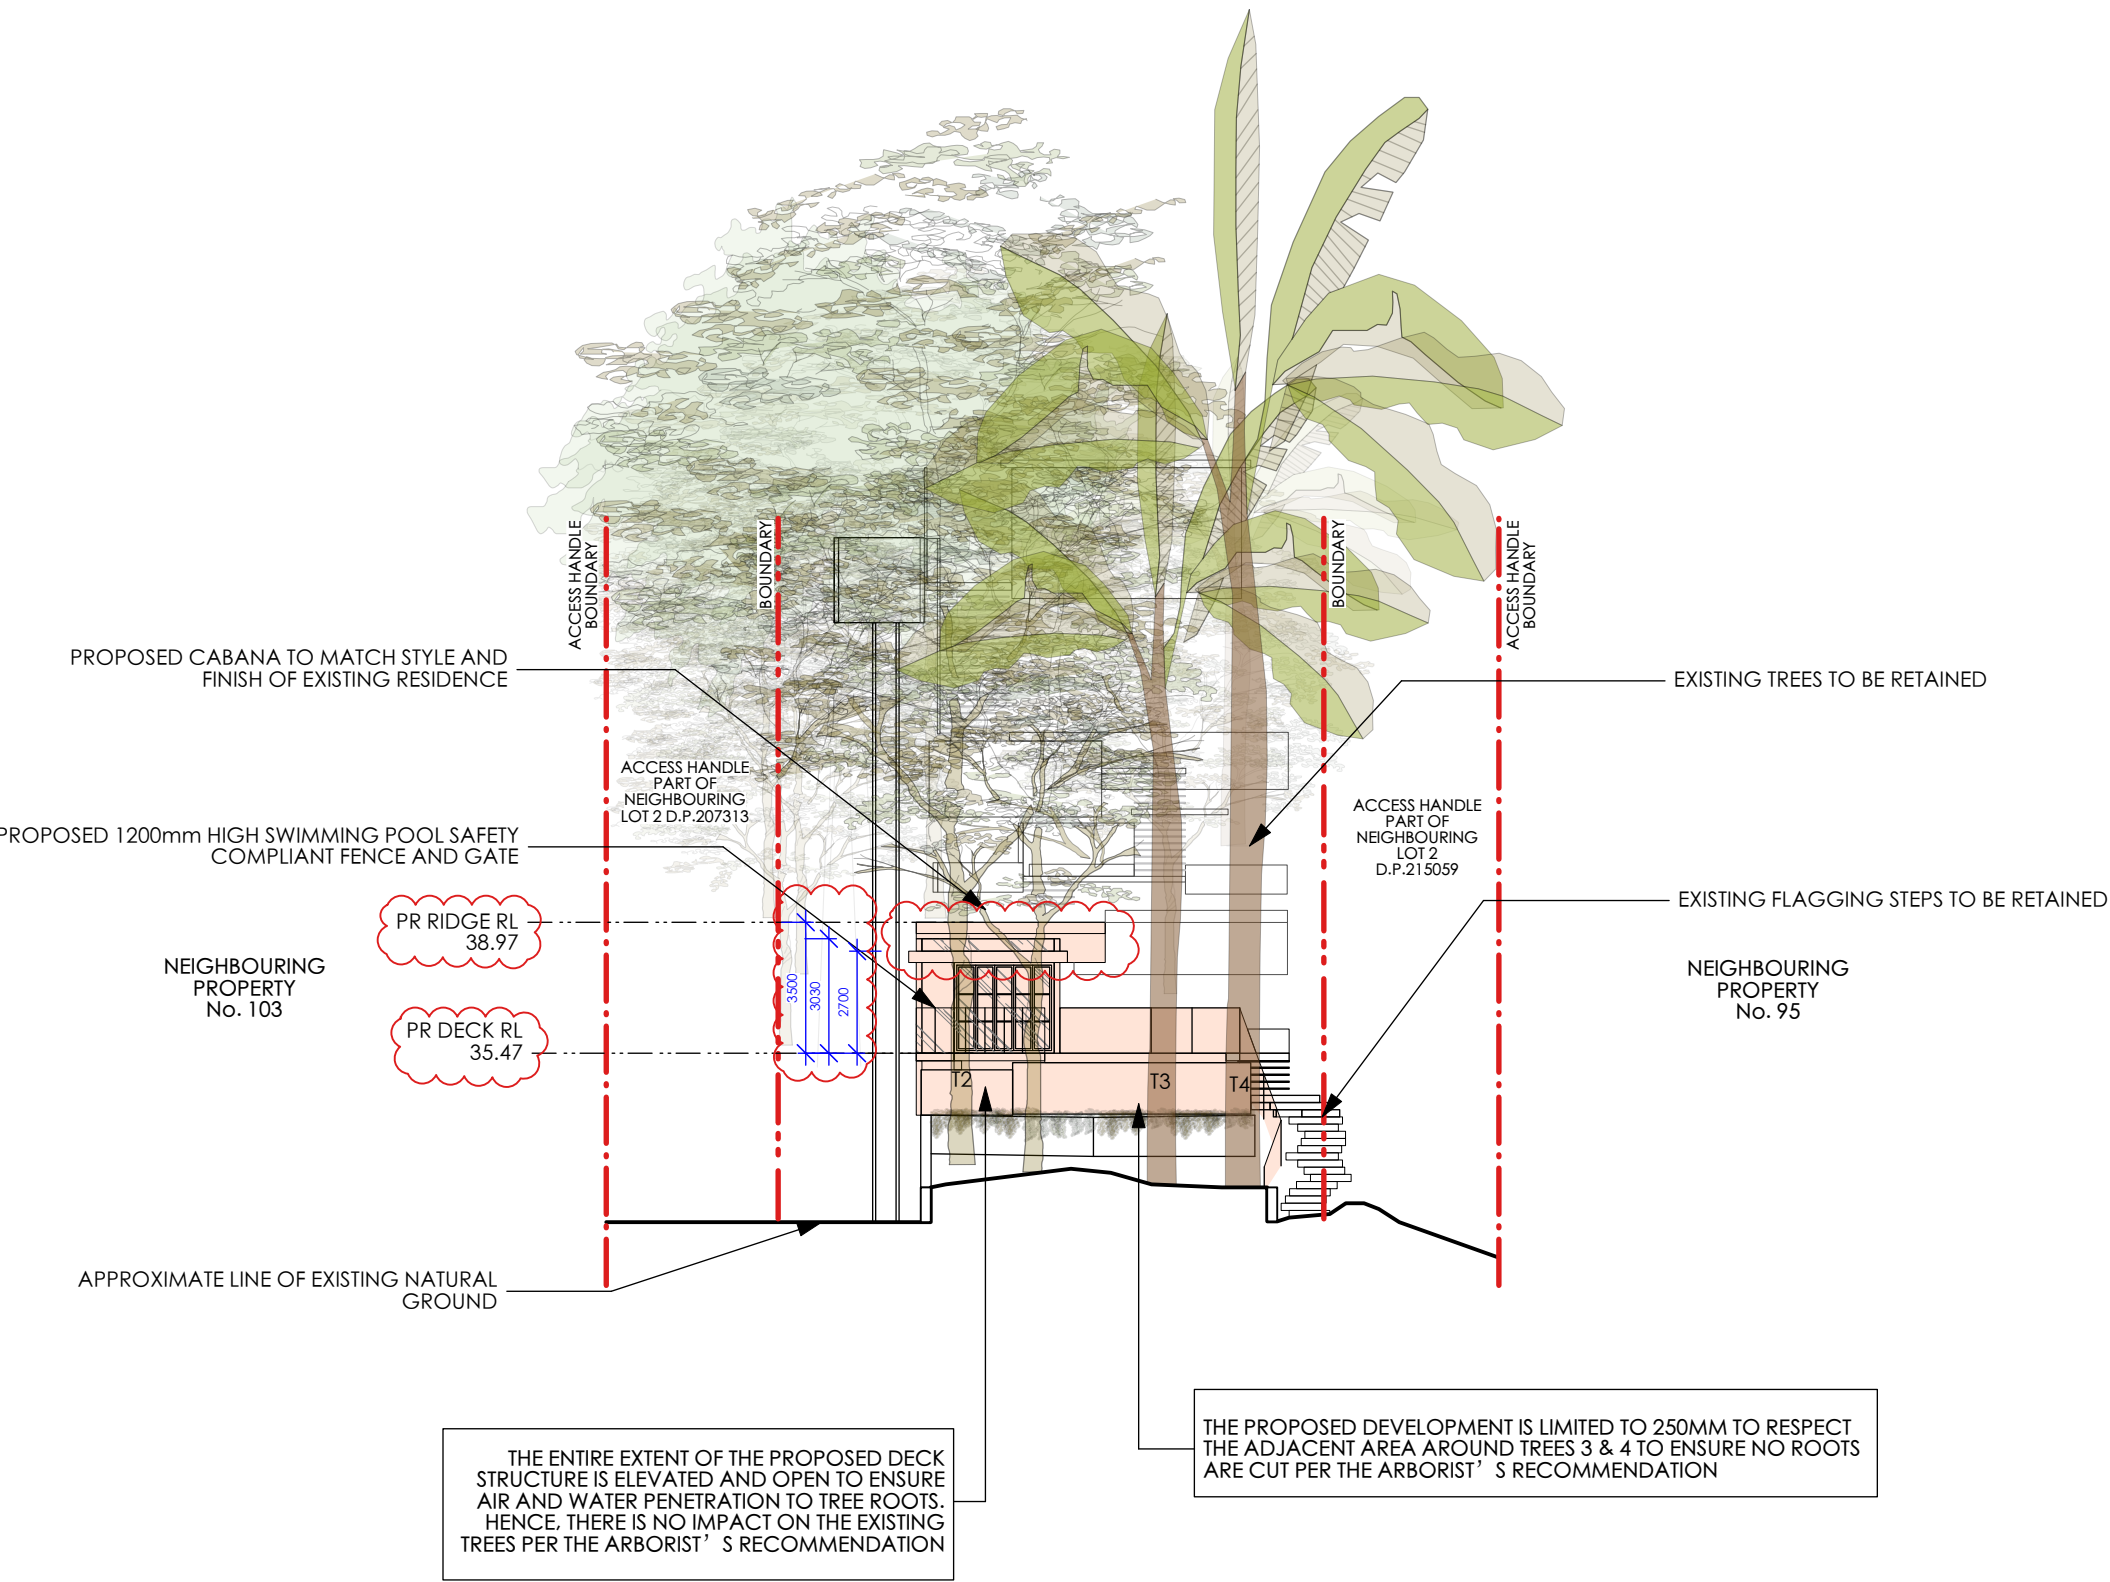 ACCESS HANDLE
BOUNDARY
BOUNDARY
BOUNDARY
ACCESS HANDLE
BOUNDARY
PROPOSED CABANA TO MATCH STYLE AND
FINISH OF EXISTING RESIDENCE
EXISTING TREES TO BE RETAINED
ACCESS HANDLE
PART OF
NEIGHBOURING
LOT 2 D.P.207313
ACCESS HANDLE
PART OF
NEIGHBOURING
LOT 2
D.P.215059
PROPOSED 1200mm HIGH SWIMMING POOL SAFETY
COMPLIANT FENCE AND GATE
EXISTING FLAGGING STEPS TO BE RETAINED
PR RIDGE RL
38.97
NEIGHBOURING
PROPERTY
No. 103
NEIGHBOURING
PROPERTY
No. 95
3500
3030
2700
PR DECK RL
35.47
T2
T3
T4
APPROXIMATE LINE OF EXISTING NATURAL
GROUND
THE ENTIRE EXTENT OF THE PROPOSED DECK
STRUCTURE IS ELEVATED AND OPEN TO ENSURE
AIR AND WATER PENETRATION TO TREE ROOTS.
HENCE, THERE IS NO IMPACT ON THE EXISTING
TREES PER THE ARBORIST’ S RECOMMENDATION
THE PROPOSED DEVELOPMENT IS LIMITED TO 250MM TO RESPECT
THE ADJACENT AREA AROUND TREES 3 & 4 TO ENSURE NO ROOTS
ARE CUT PER THE ARBORIST’ S RECOMMENDATION